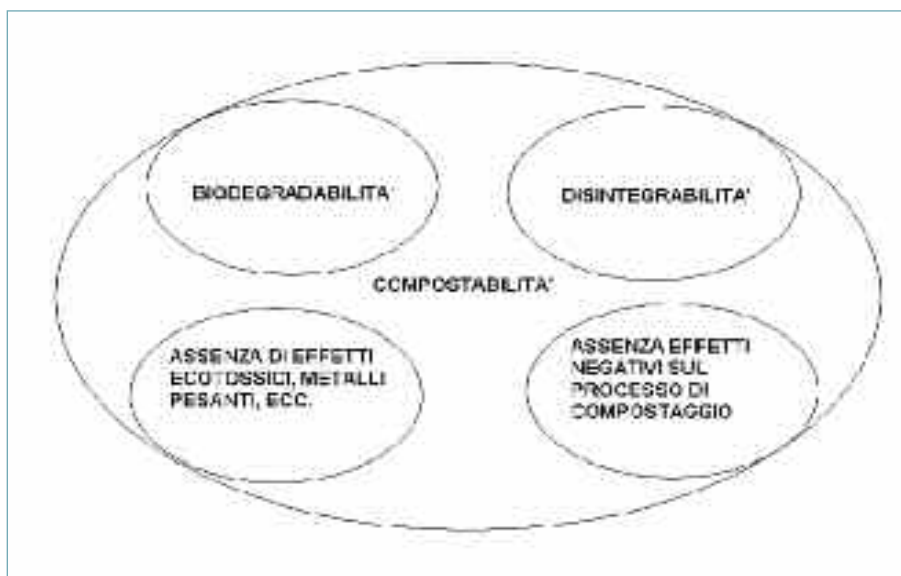 BIODEGRADABILITA'
DISINTEGRABILITA'
COMPOSTABILITA'
ASSENZA DI EFFETTI
ECOTOSSICI, METALLI
PESANTI, ECC.
ASSENZA EFFETTI
NEGATIVI SUL
PROCESSO DI
COMPOSTAGGIO